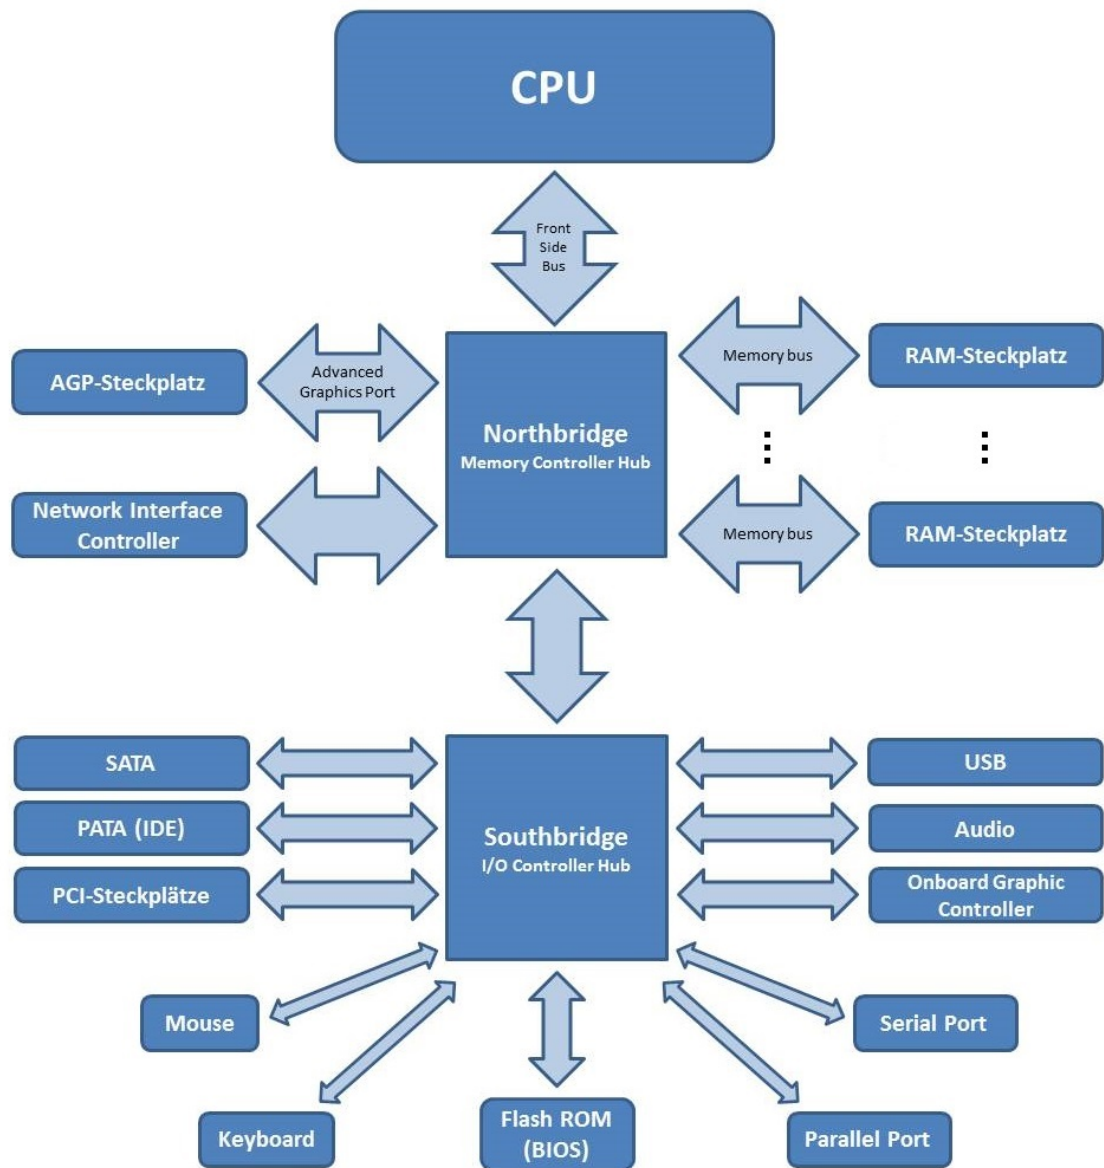 CPU
Front
Side
Bus
AGP-Steckplatz
Advanced
Graphics Port
Memory bus
RAM-Steckplatz
Northbridge
Memory Controller Hub
Network Interface
Controller
Memory bus
RAM-Steckplatz
SATA
USB
PATA (IDE)
Southbridge
I/O Controller Hub
Audio
PCI-Steckplätze
Onboard Graphic
Controller
Mouse
Serial Port
Keyboard
Flash ROM
(BIOS)
Parallel Port